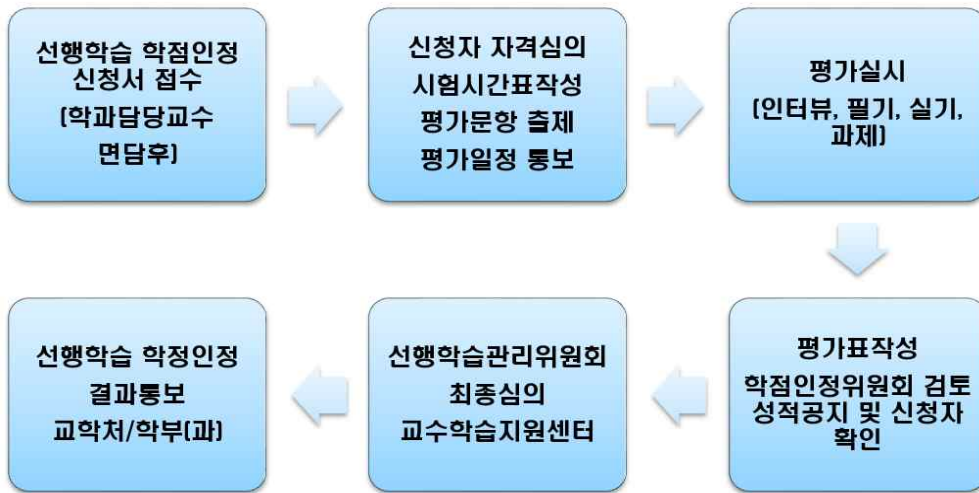 선행학습 학점인정
신청서 접수
(학과담당교수
면담후)
신청자 자격심의
시험시간표작성
평가문항 출제
평가일정 통보
평가실시
(인터뷰, 필기, 실기,
과제)
평가표작성
학점인정위원회 검토
성적공지 및 신청자
확인
선행학습관리위원회
최종심의
교수학습지원센터
선행학습 학정인정
결과통보
교학처/학부(과)